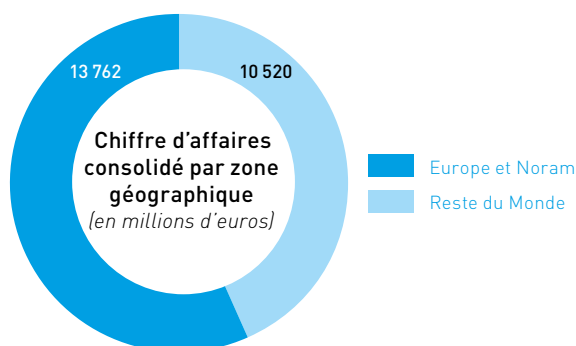 13 762
10 520
Chiffre d’affaires
consolidé par zone
géographique
(en millions d’euros)
Europe et Noram
Reste du Monde